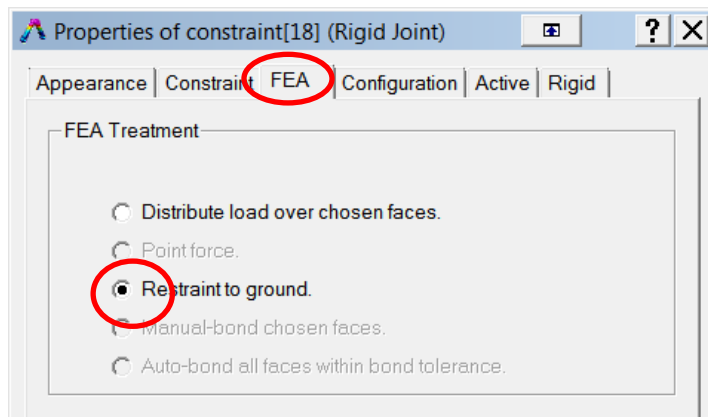 Properties of constraint[18] (Rigid Joint) ?
Appearance Constraint FEA Configuration Active Rigid
FEA Treatment
Distribute load over chosen faces.
Point force.
Restraint to ground.
Manual-bond chosen faces.
Auto-bond all faces within bond tolerance.